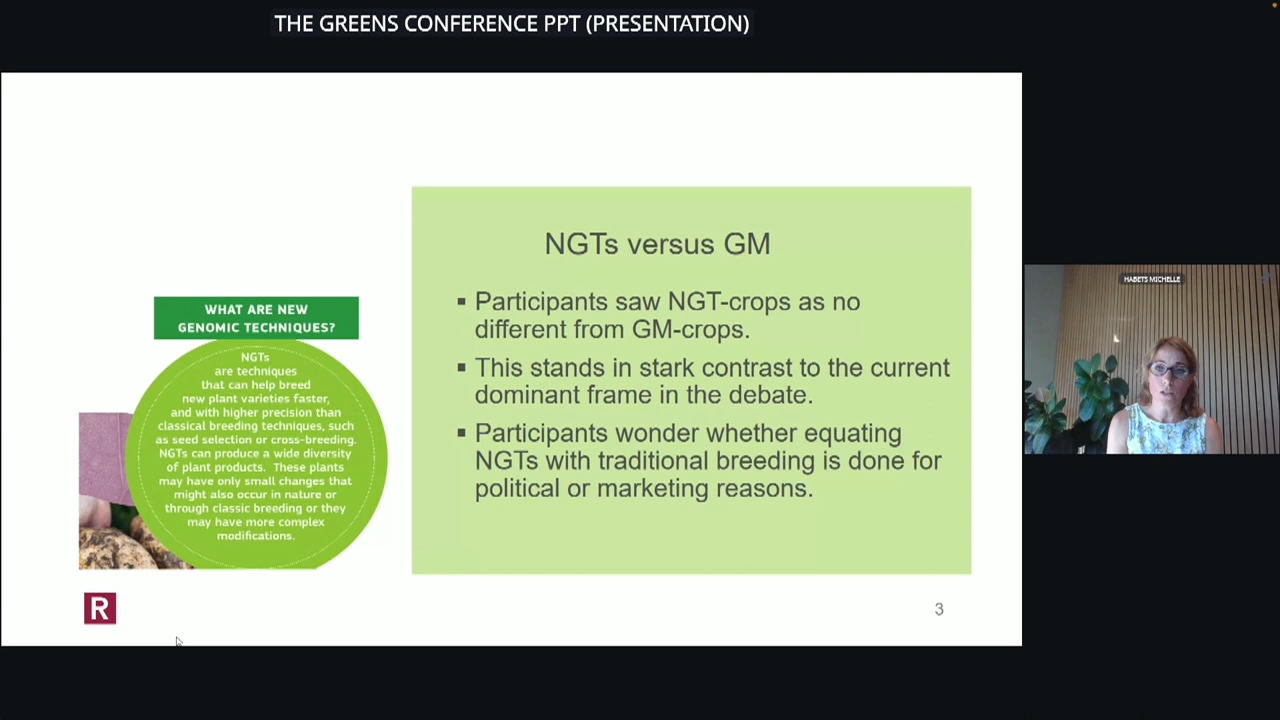 THE GREENS CONFERENCE PPT (PRESENTATION)
WHAT ARE NEW
GENOMIC TECHNIQUES?
NGTs
are techniques
that can help breed
new plant varieties faster,
and with higher precision than
classical breeding techniques, such
as seed selection or cross-breeding.
NGTs can produce a wide diversity
of plant products. These plants
may have only small changes that
might also occur in nature or
through classic breeding or they
may have more complex
modifications.
NGTs versus GM
▪ Participants saw NGT-crops as no
different from GM-crops.
▪ This stands in stark contrast to the current
dominant frame in the debate.
▪ Participants wonder whether equating
NGTs with traditional breeding is done for
political or marketing reasons.
R
3
HABETS MICHELLE